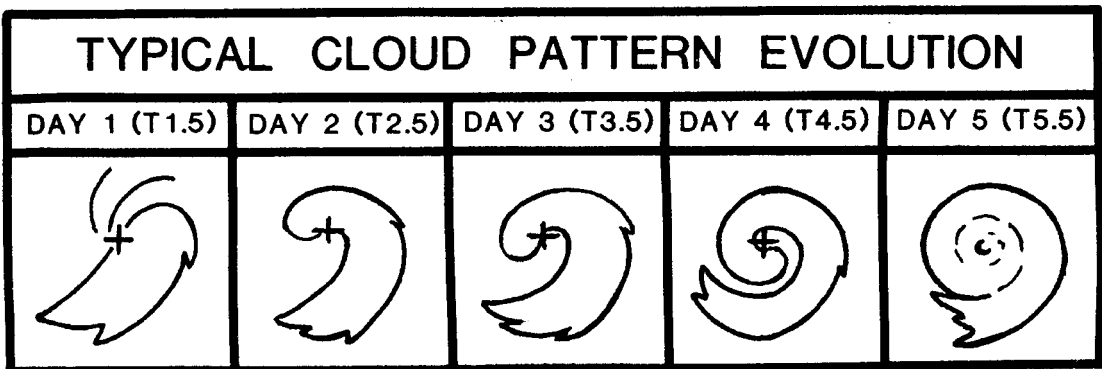 TYPICAL CLOUD PATTERN EVOLUTION
DAY 1 (T1.5) DAY 2 (T2.5) DAY 3 (T3.5) DAY 4 (T4.5) DAY 5 (T5.5)